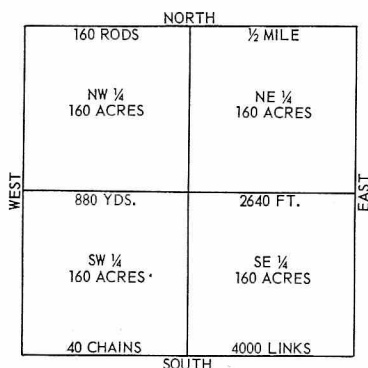 NORTH
160 RODS ½ MILE
NW ¼ NE ¼
160 ACRES 160 ACRES
WEST EAST
880 YDS. 2640 FT.
SW ¼ SE ¼
160 ACRES 160 ACRES
40 CHAINS 4000 LINKS
SOUTH